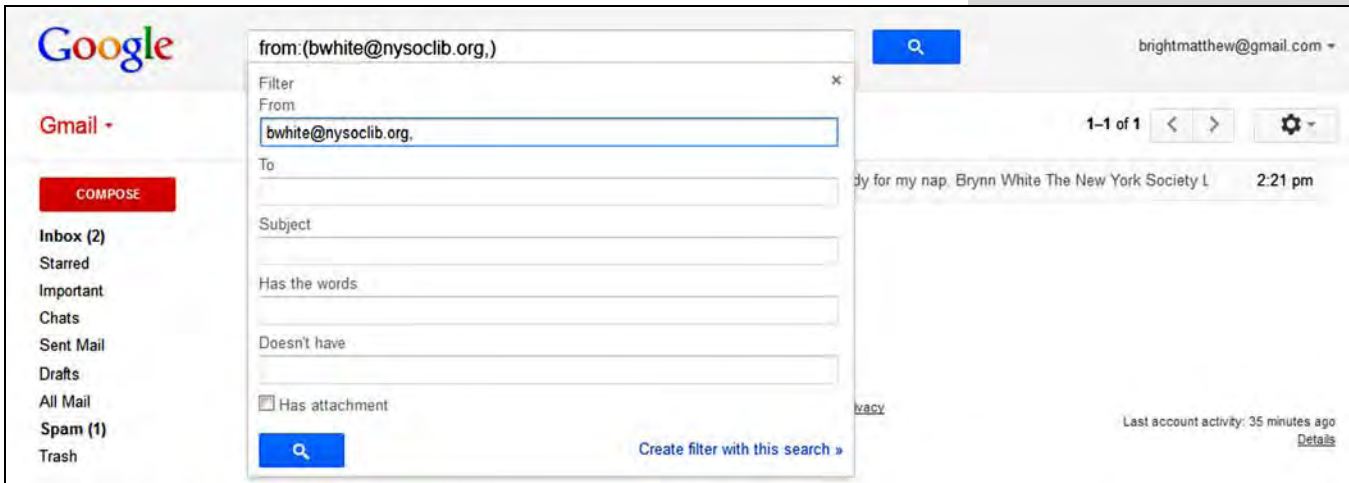 Google
from:(bwhite@nysoclib.org,)
brightmatthew@gmail.com
Filter
×
From
bwhite@nysoclib.org,
Gmail
1–1 of 1 < >
To
dy for my nap. Brynn White The New York Society L 2:21 pm
COMPOSE
Subject
Inbox (2)
Starred
Has the words
Important
Chats
Doesn't have
Sent Mail
Drafts
All Mail
Has attachment
vacy
Spam (1)
Last account activity: 35 minutes ago
Details
Create filter with this search »
Trash